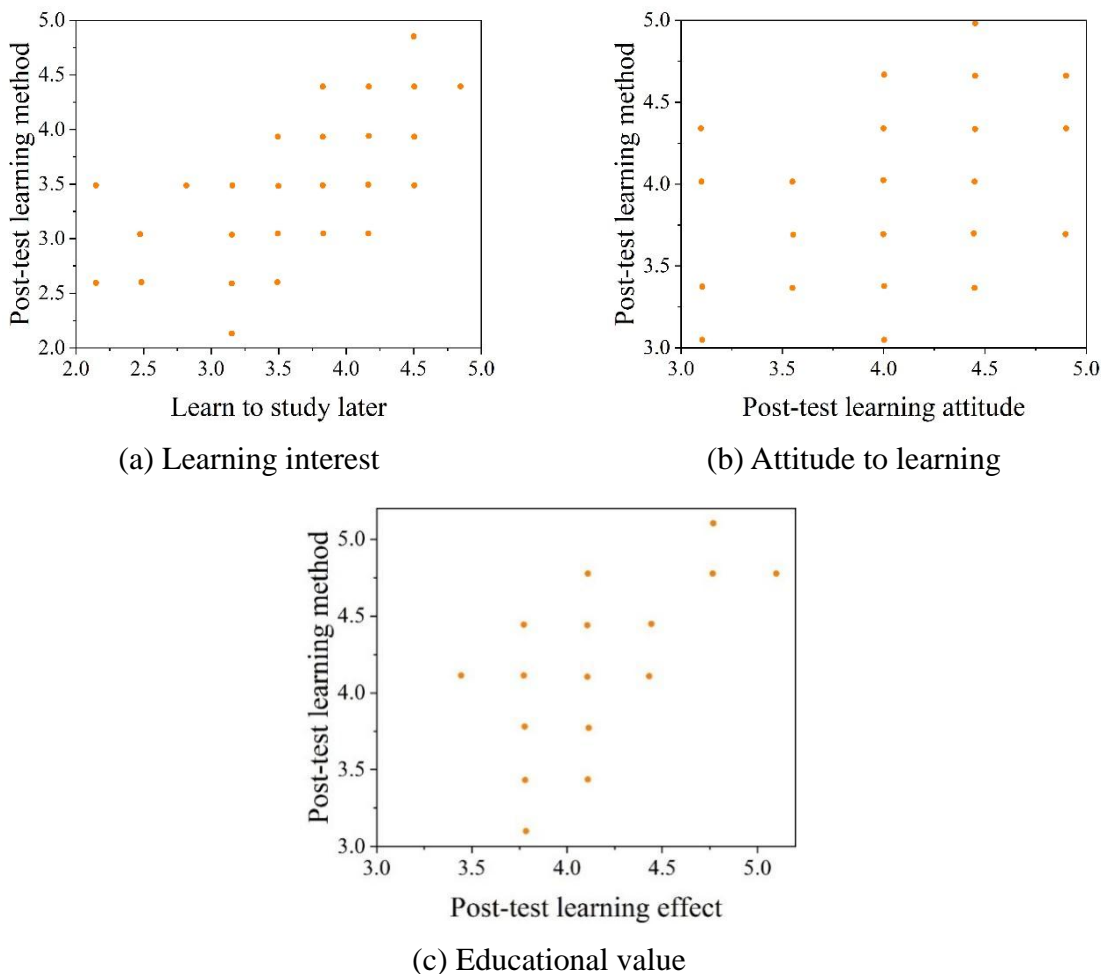 5.0
4.5
4.0
3.5
3.0
2.5
2.0
Post-test learning method
2.0 2.5 3.0 3.5 4.0 4.5 5.0
Learn to study later
(a) Learning interest
5.0
4.5
4.0
3.5
3.0
Post-test learning method
3.0 3.5 4.0 4.5 5.0
Post-test learning attitude
(b) Attitude to learning
5.0
4.5
4.0
3.5
3.0
Post-test learning method
3.0 3.5 4.0 4.5 5.0
Post-test learning effect
(c) Educational value